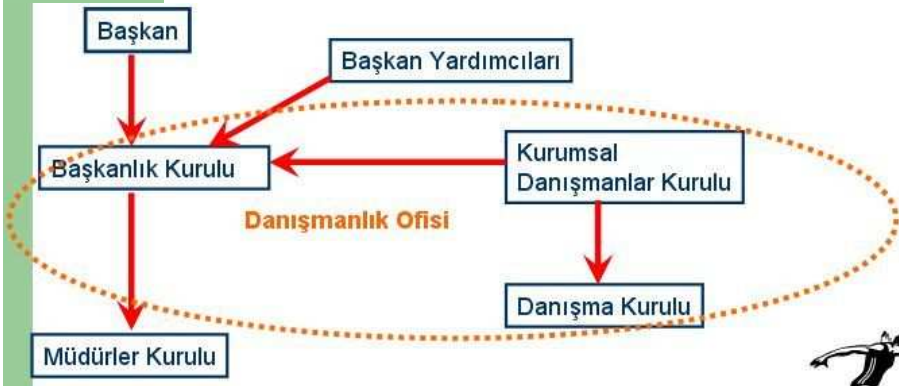 Başkan
Başkan Yardımcıları
Başkanlık Kurulu
Kurumsal
Danışmanlar Kurulu
Danışmanlık Ofisi
Danışma Kurulu
Müdürler Kurulu